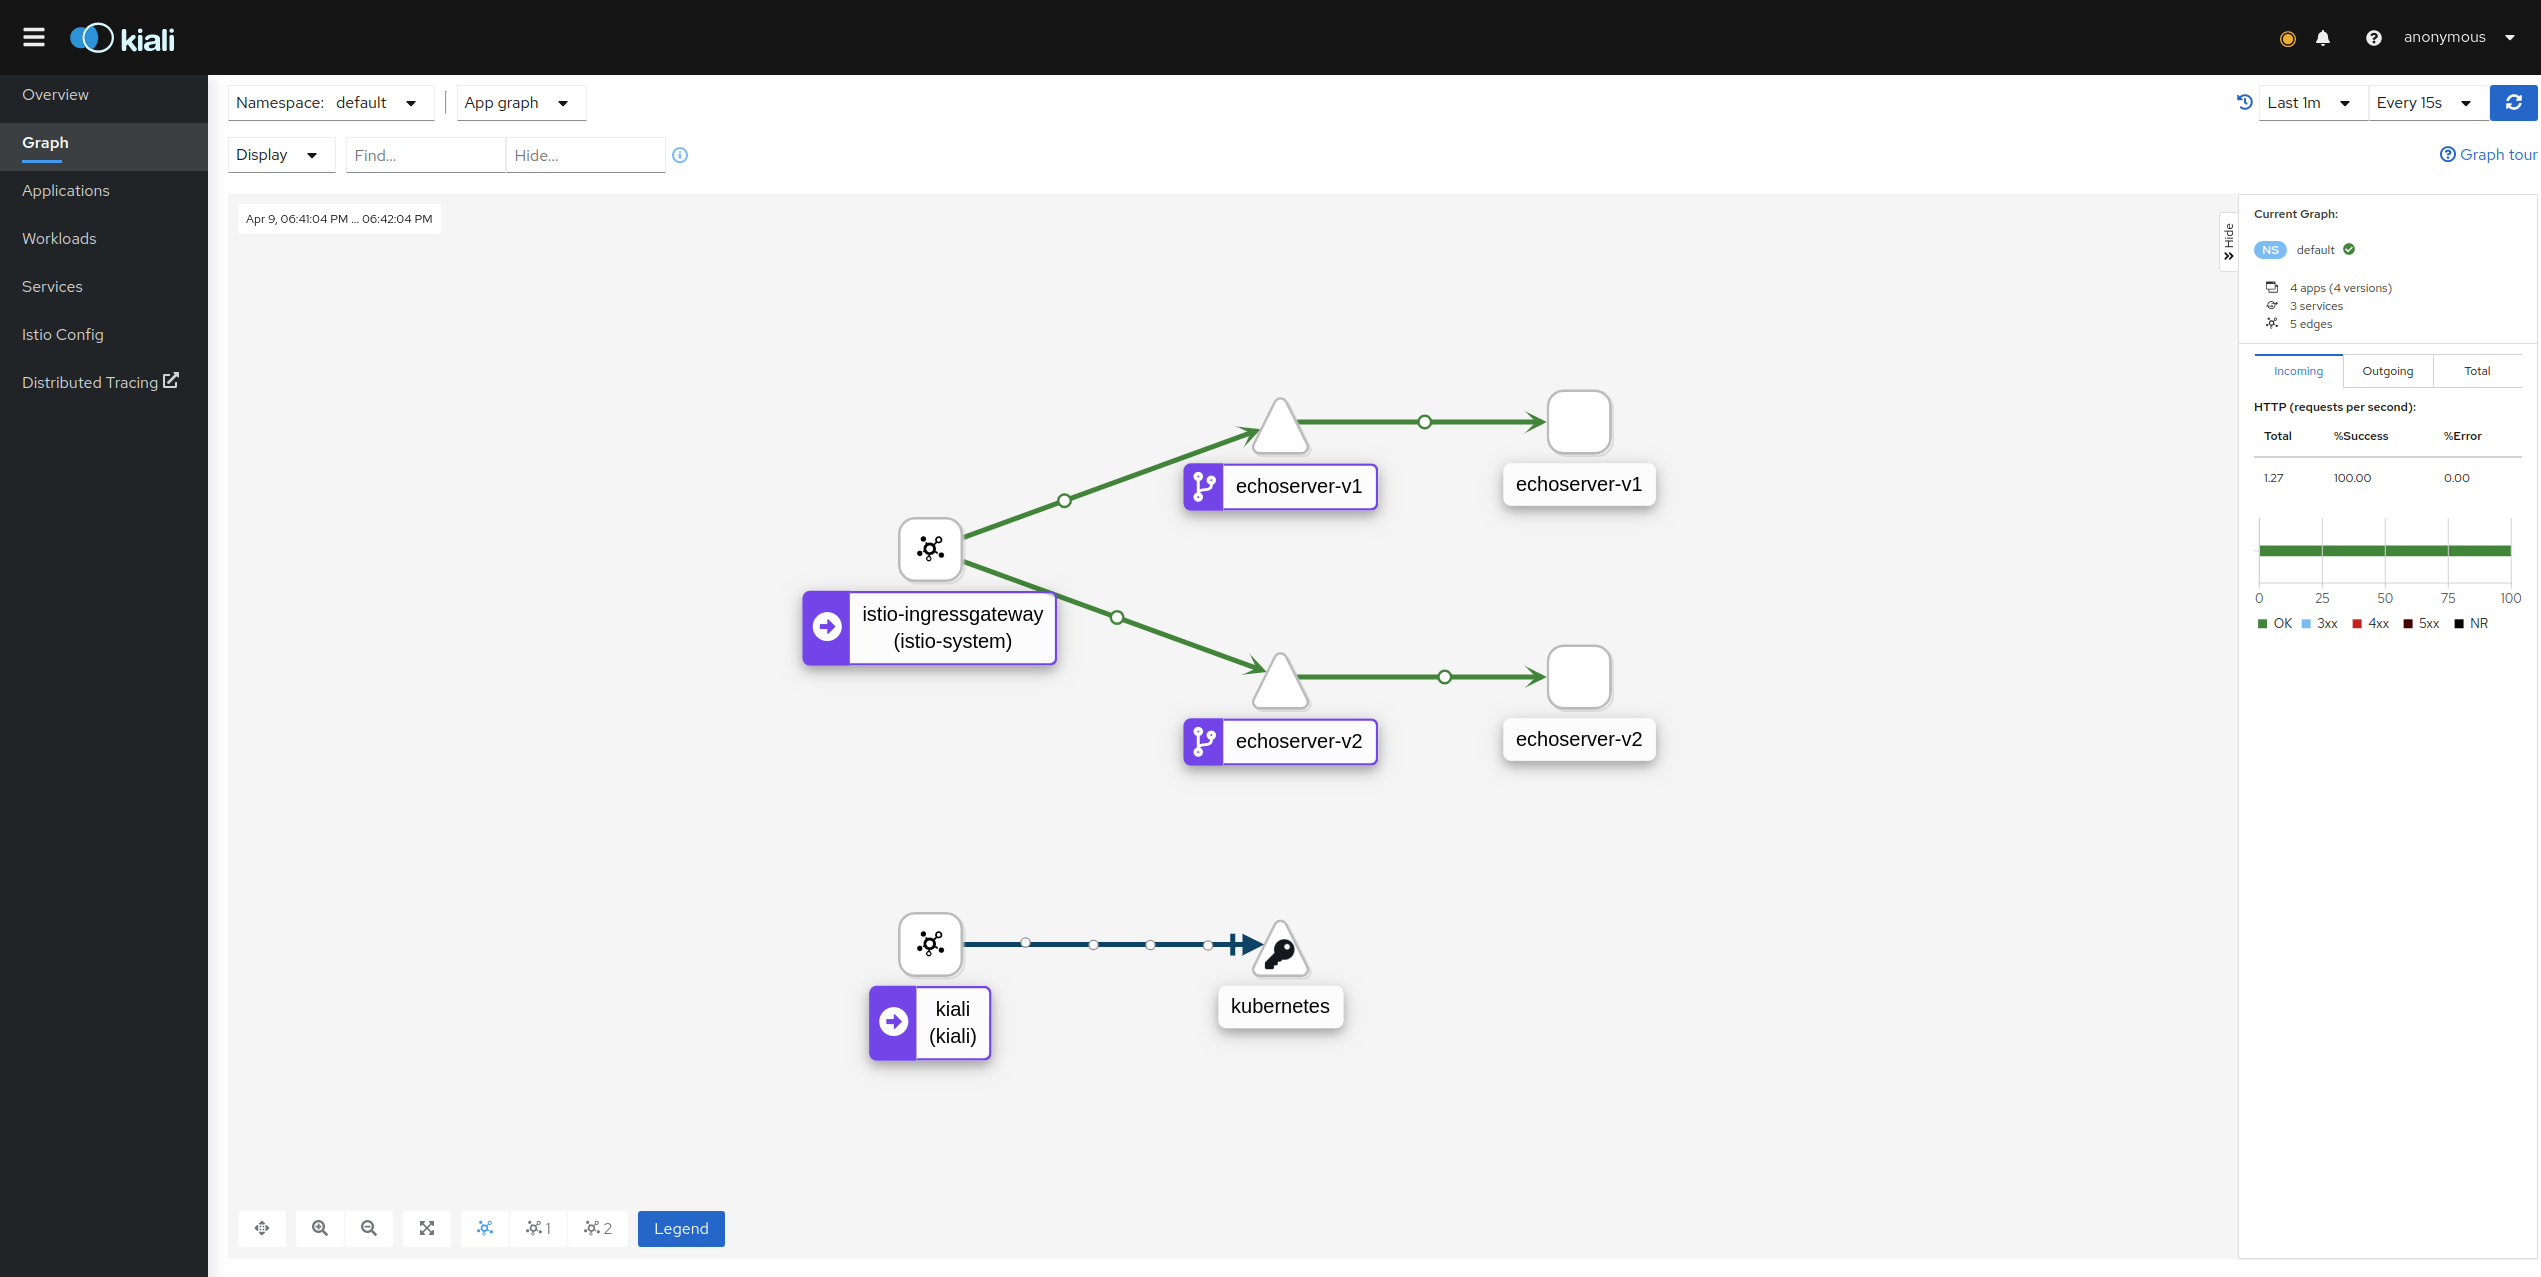 kiali
anonymous
Overview
Graph
Applications
Workloads
Services
Istio Config
Distributed Tracing
Namespace: default
App graph
Last 1m
Every 15s
Display
Find...
Hide...
Graph tour
Apr 9, 06:41:04 PM ... 06:42:04 PM
echoserver-v1
echoserver-v1
istio-ingressgateway
(istio-system)
echoserver-v2
echoserver-v2
kiali
(kiali)
kubernetes
1
2
Legend
Hide
Current Graph:
NS default
4 apps (4 versions)
3 services
5 edges
Incoming Outgoing Total
HTTP (requests per second):
Total %Success %Error
1.27 100.00 0.00
0 25 50 75 100
OK 3xx 4xx 5xx NR